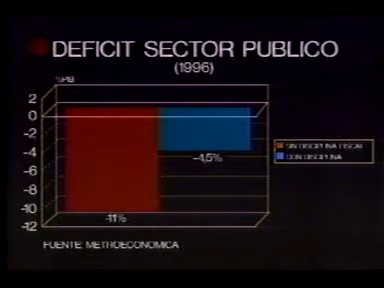 DEFICIT SECTOR PUBLICO
(1996)
%PIB
2
0
-2
-4
-6
-8
-10
-12
-11%
-4,5%
SIN DISCIPLINA FISCAL
CON DISCIPLINA
FUENTE: METROECONOMICA